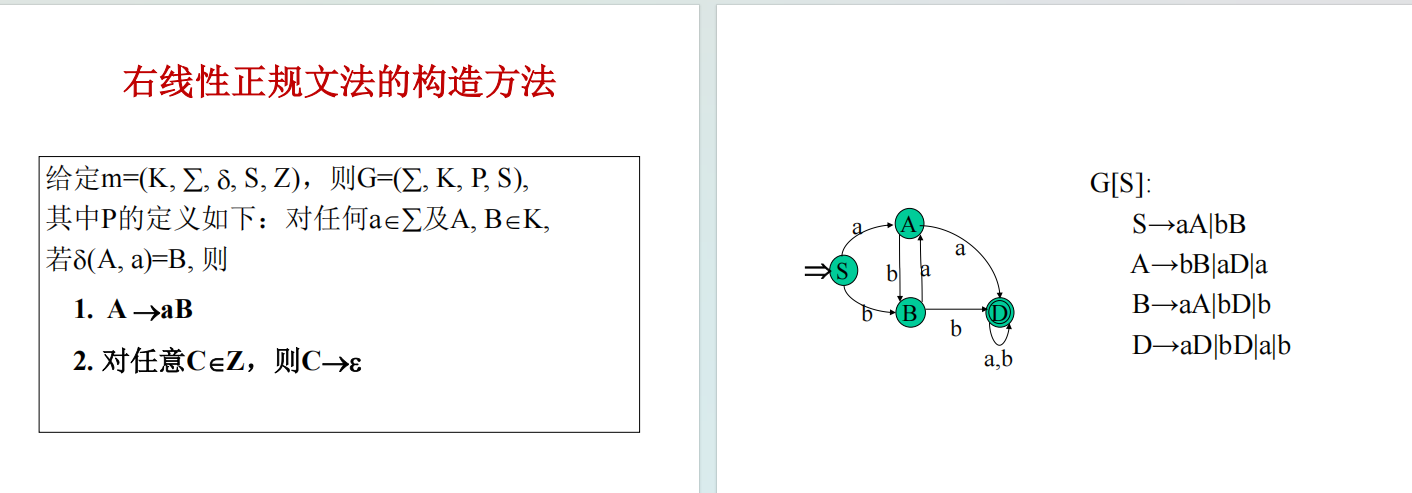 右线性正规文法的构造方法
给定m=(K, ∑, δ, S, Z)，则G=(∑, K, P, S),
其中P的定义如下：对任何a∈∑及A, B∈K,
若δ(A, a)=B, 则
1. A→aB
2. 对任意C∈Z，则C→ε
G[S]:
S→aA|bB
A→bB|aD|a
B→aA|bD|b
D→aD|bD|a|b
a
A
a
⇒S
b
a
b
B
b
D
a,b